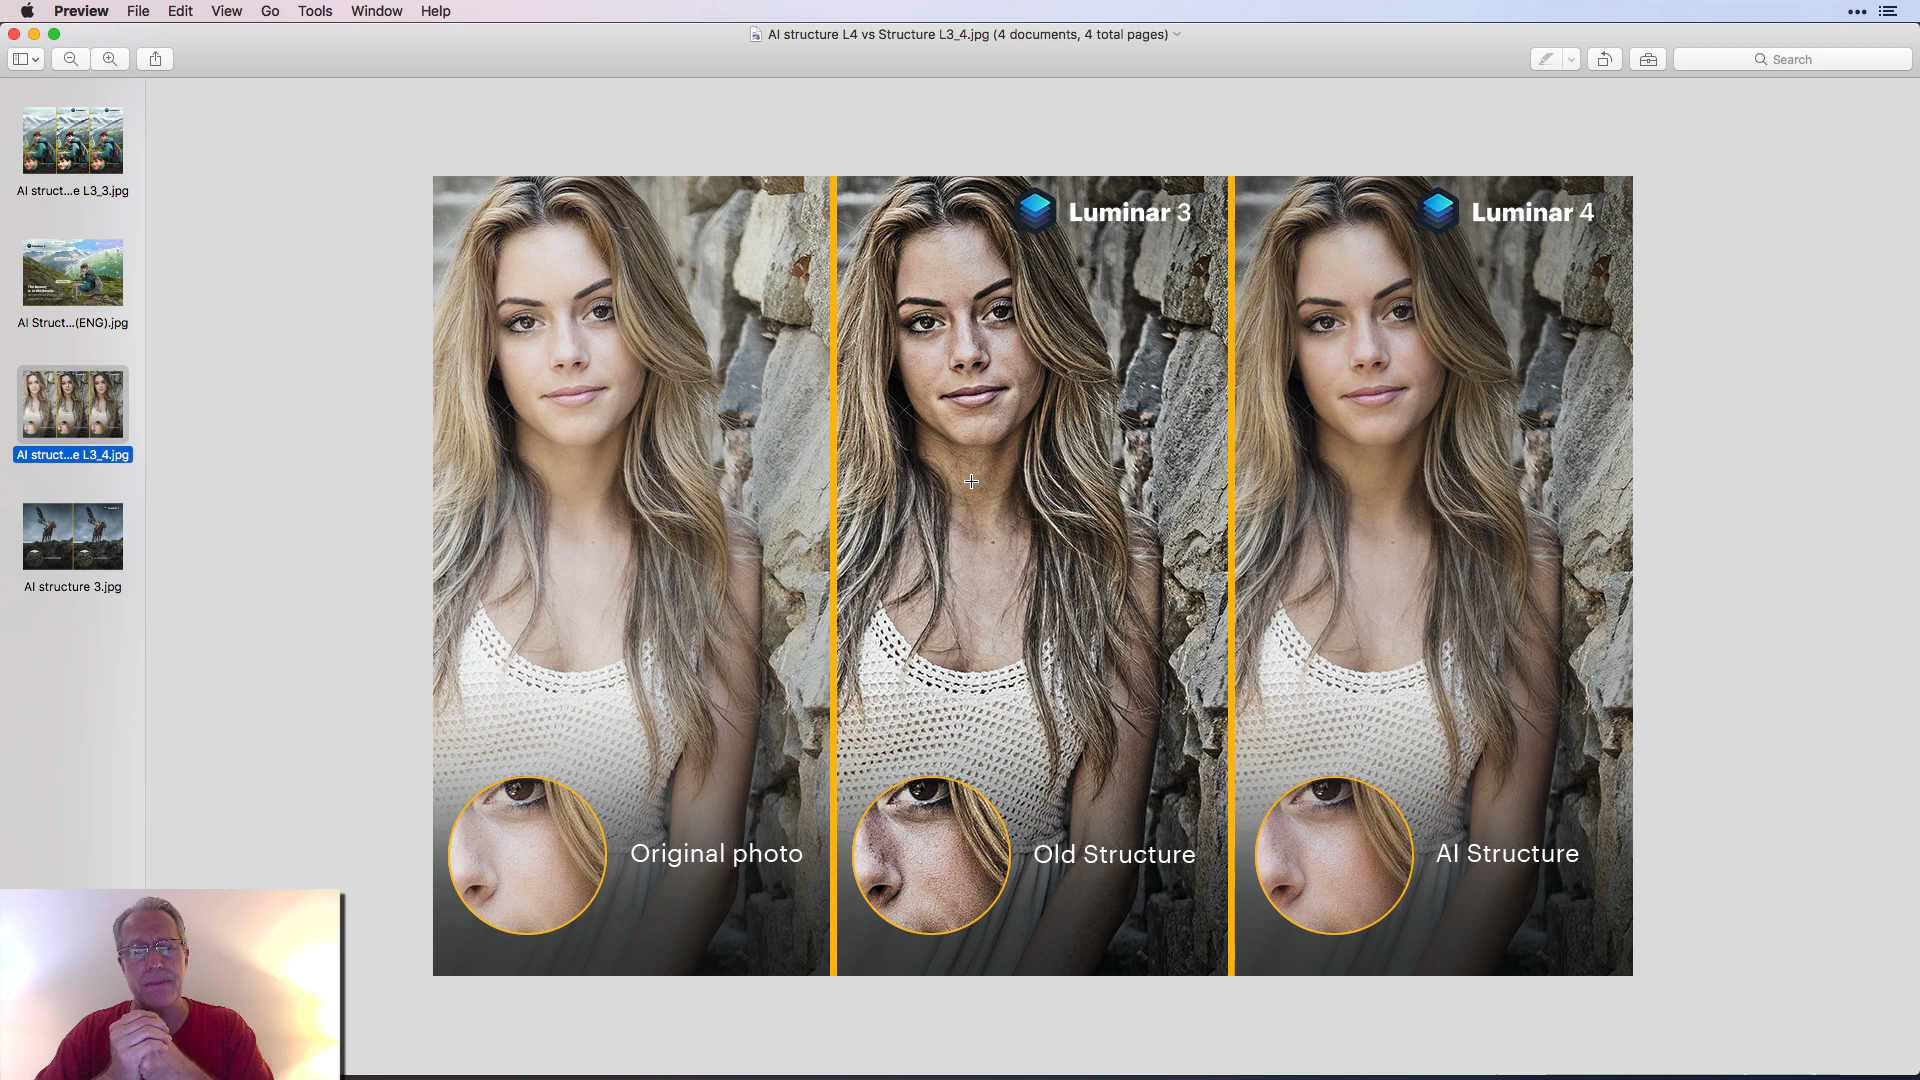 Preview File Edit View Go Tools Window Help
AI structure L4 vs Structure L3_4.jpg (4 documents, 4 total pages)
Search
AI struct...e L3_3.jpg
AI Struct...(ENG).jpg
AI struct...e L3_4.jpg
AI structure 3.jpg
Luminar 3
Luminar 4
Original photo
Old Structure
AI Structure